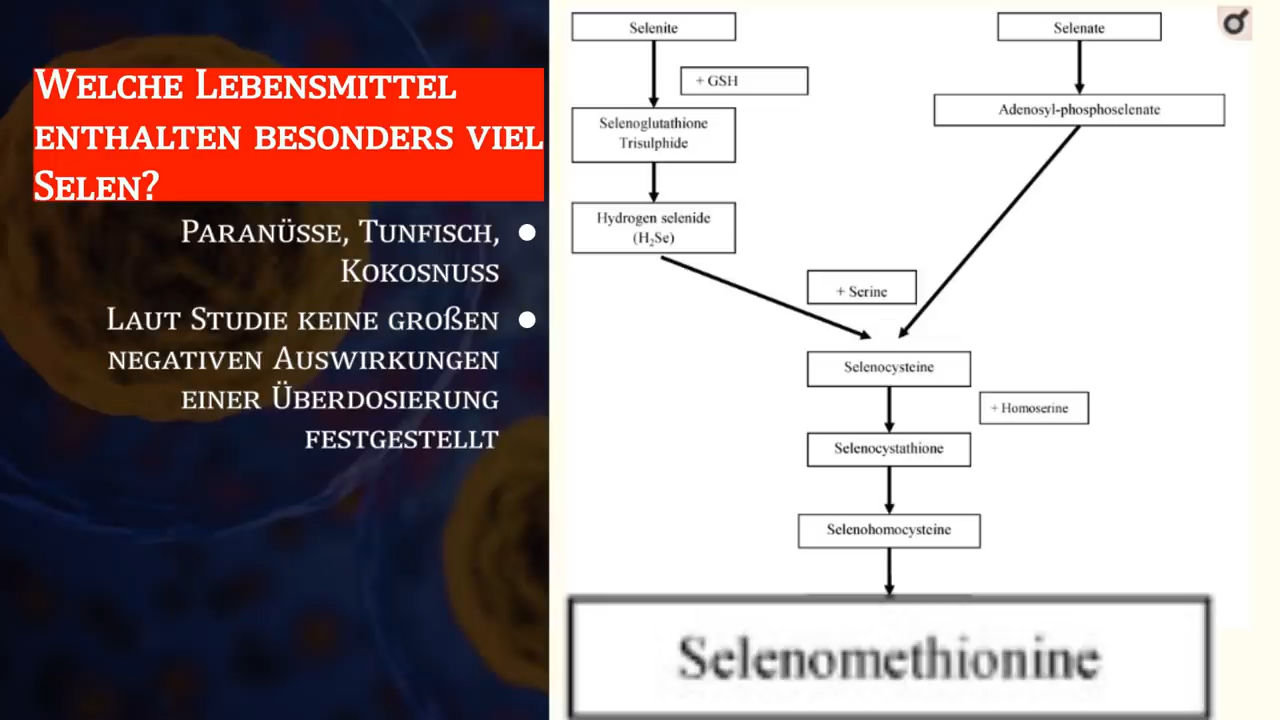 Welche Lebensmittel
enthalten besonders viel
Selen?
Paranüsse, Tunfisch,
Kokosnuss
Laut Studie keine großen
negativen Auswirkungen
einer Überdosierung
festgestellt
Selenite
Selenate
+ GSH
Adenosyl-phosphoselenate
Selenoglutathione
Trisulphide
Hydrogen selenide
(H₂Se)
+ Serine
Selenocysteine
+ Homoserine
Selenocystathione
Selenohomocysteine
Selenomethionine